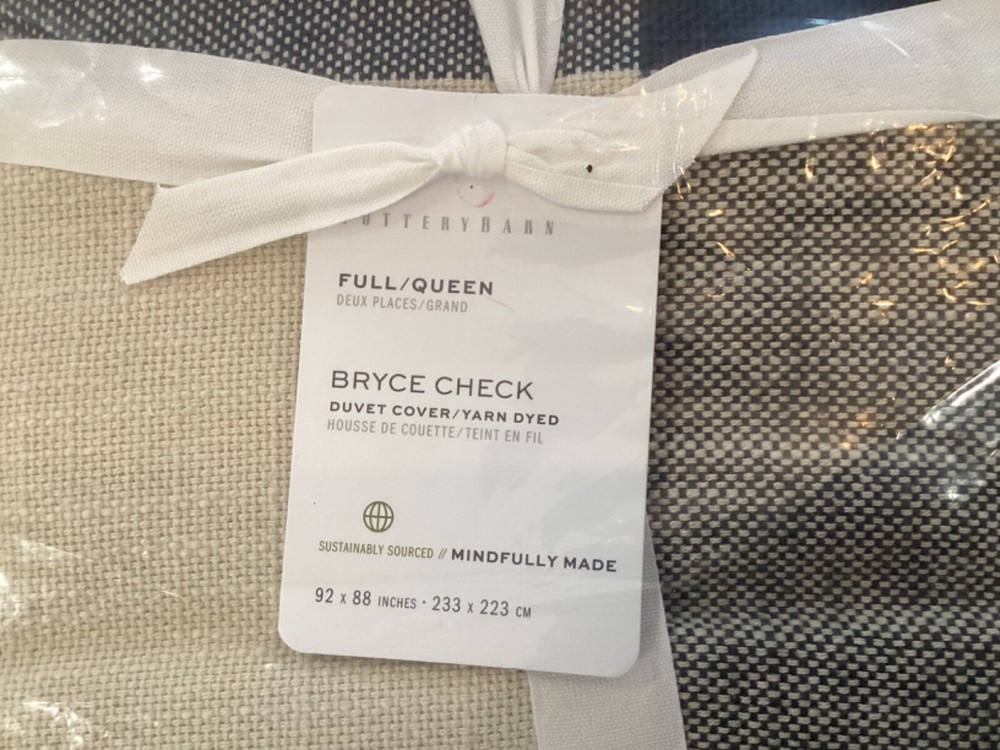 POTTERYBARN
FULL/QUEEN
DEUX PLACES/GRAND
BRYCE CHECK
DUVET COVER/YARN DYED
HOUSSE DE COUETTE/TEINT EN FIL
SUSTAINABLY SOURCED // MINDFULLY MADE
92 x 88 INCHES · 233 x 223 CM